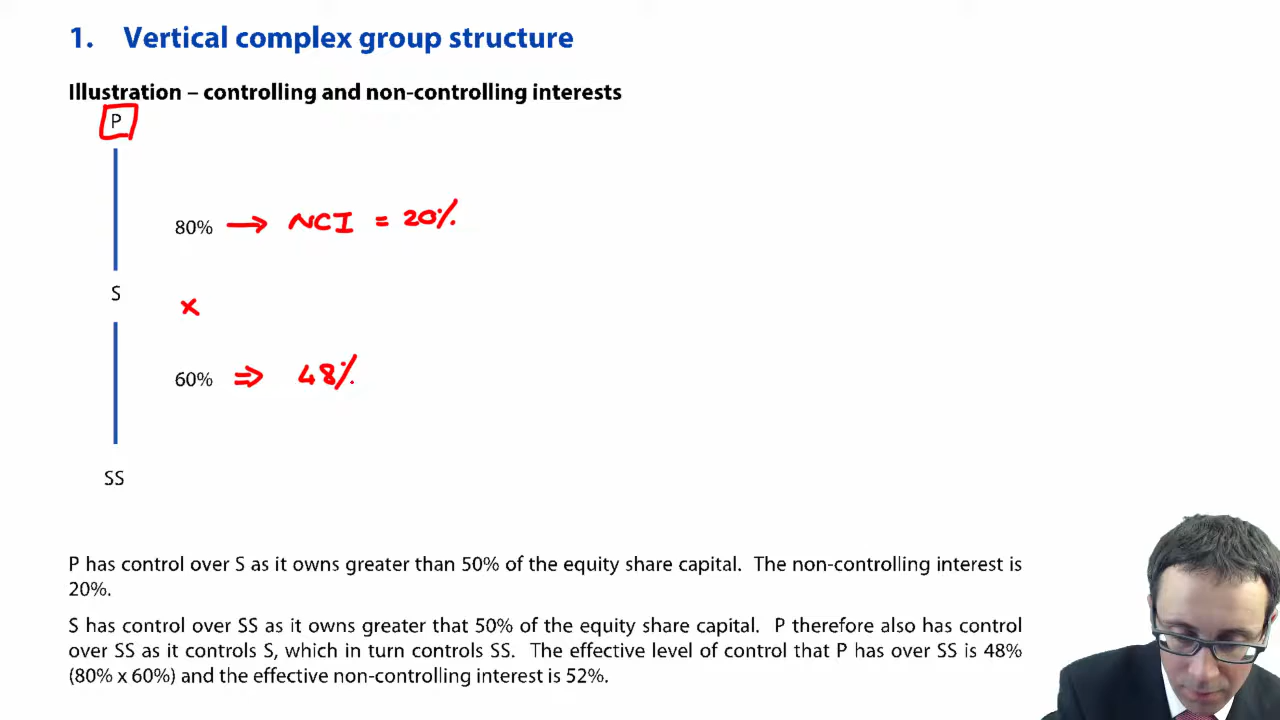 1. Vertical complex group structure
Illustration – controlling and non-controlling interests
P
80% → NCI = 20%
S
×
60% ⇒ 48%
SS
P has control over S as it owns greater than 50% of the equity share capital. The non-controlling interest is
20%.
S has control over SS as it owns greater that 50% of the equity share capital. P therefore also has control
over SS as it controls S, which in turn controls SS. The effective level of control that P has over SS is 48%
(80% x 60%) and the effective non-controlling interest is 52%.